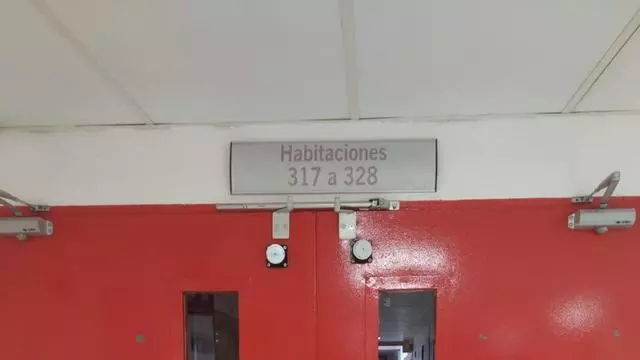 Habitaciones
317 a 328